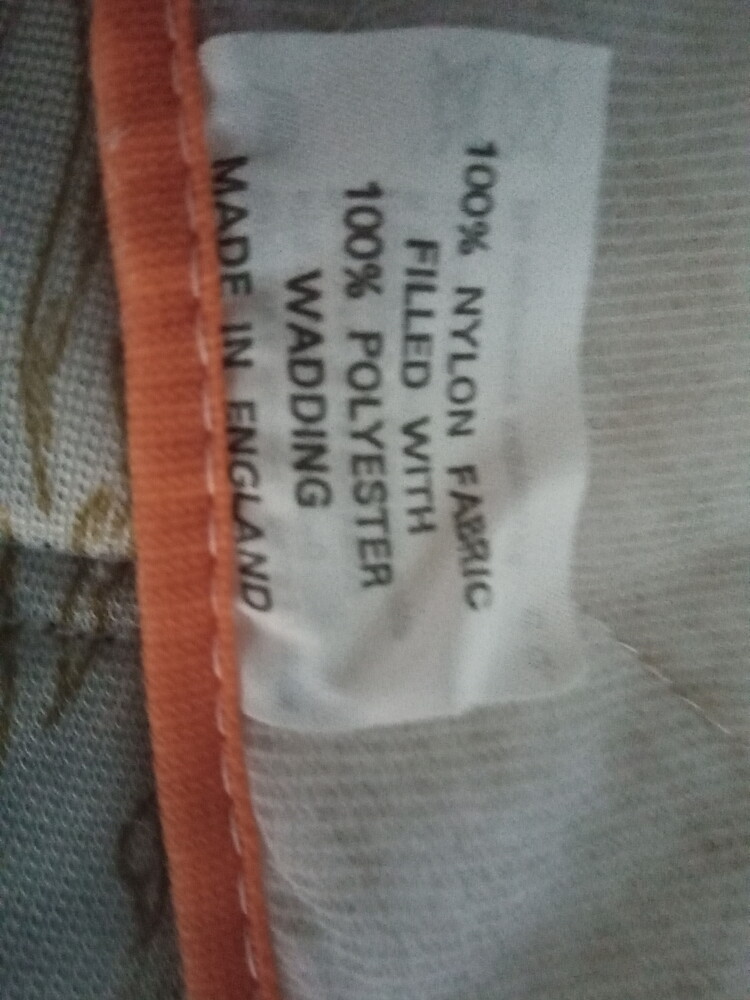 100% NYLON FABRIC
FILLED WITH
100% POLYESTER
WADDING
MADE IN ENGLAND